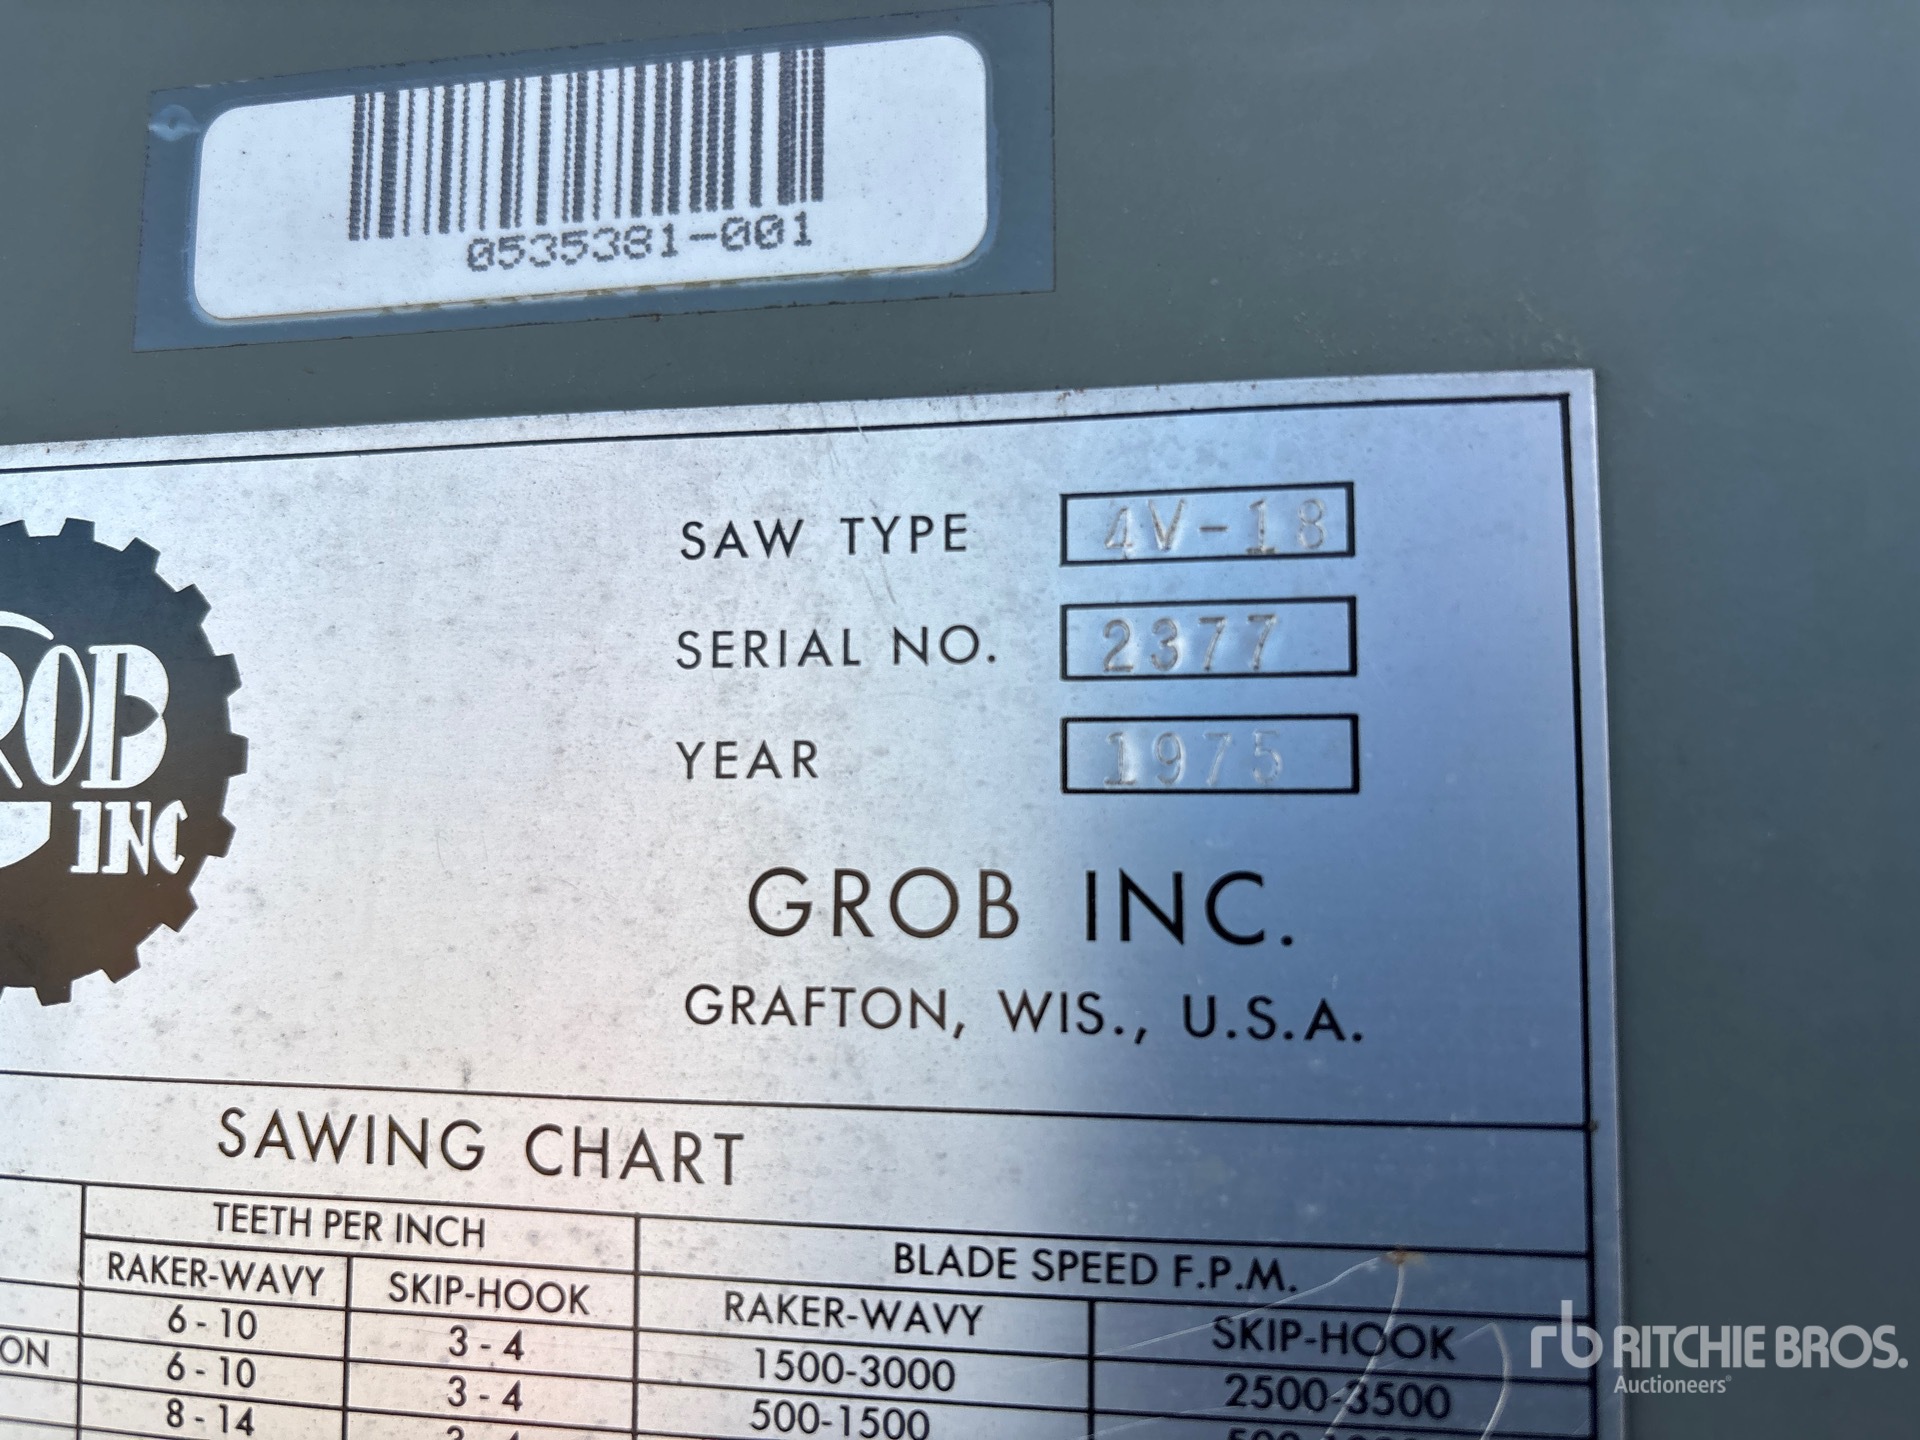 0535381-001
SAW TYPE 4V-18
SERIAL NO. 2377
YEAR 1975
ROB
INC
GROB INC.
GRAFTON, WIS., U.S.A.
SAWING CHART
TEETH PER INCH BLADE SPEED F.P.M.
RAKER-WAVY SKIP-HOOK RAKER-WAVY SKIP-HOOK
6-10 3-4 1500-3000 2500-3500
ON 6-10 3-4 500-1500
8-14
rb RITCHIE BROS.
Auctioneers